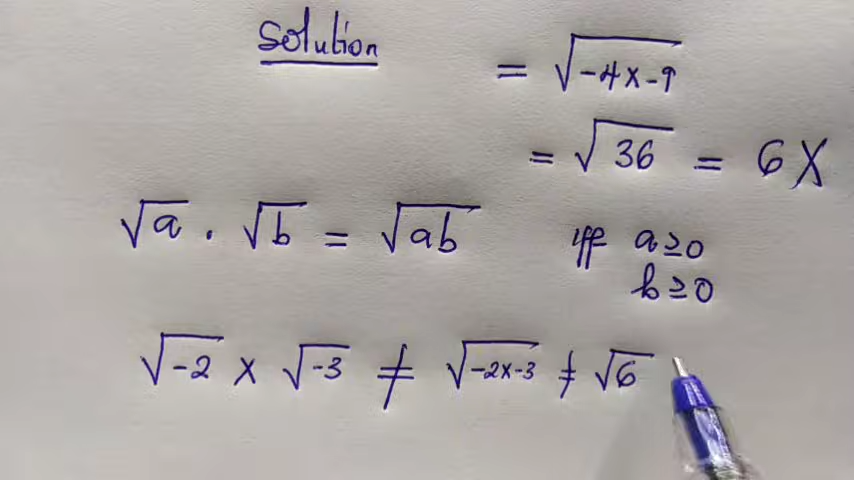 Solution
= √-4x-9
= √36 = 6 X
√a . √b = √ab iff a≥0
b≥0
√-2 x √-3 ≠ √-2x-3 ≠ √6